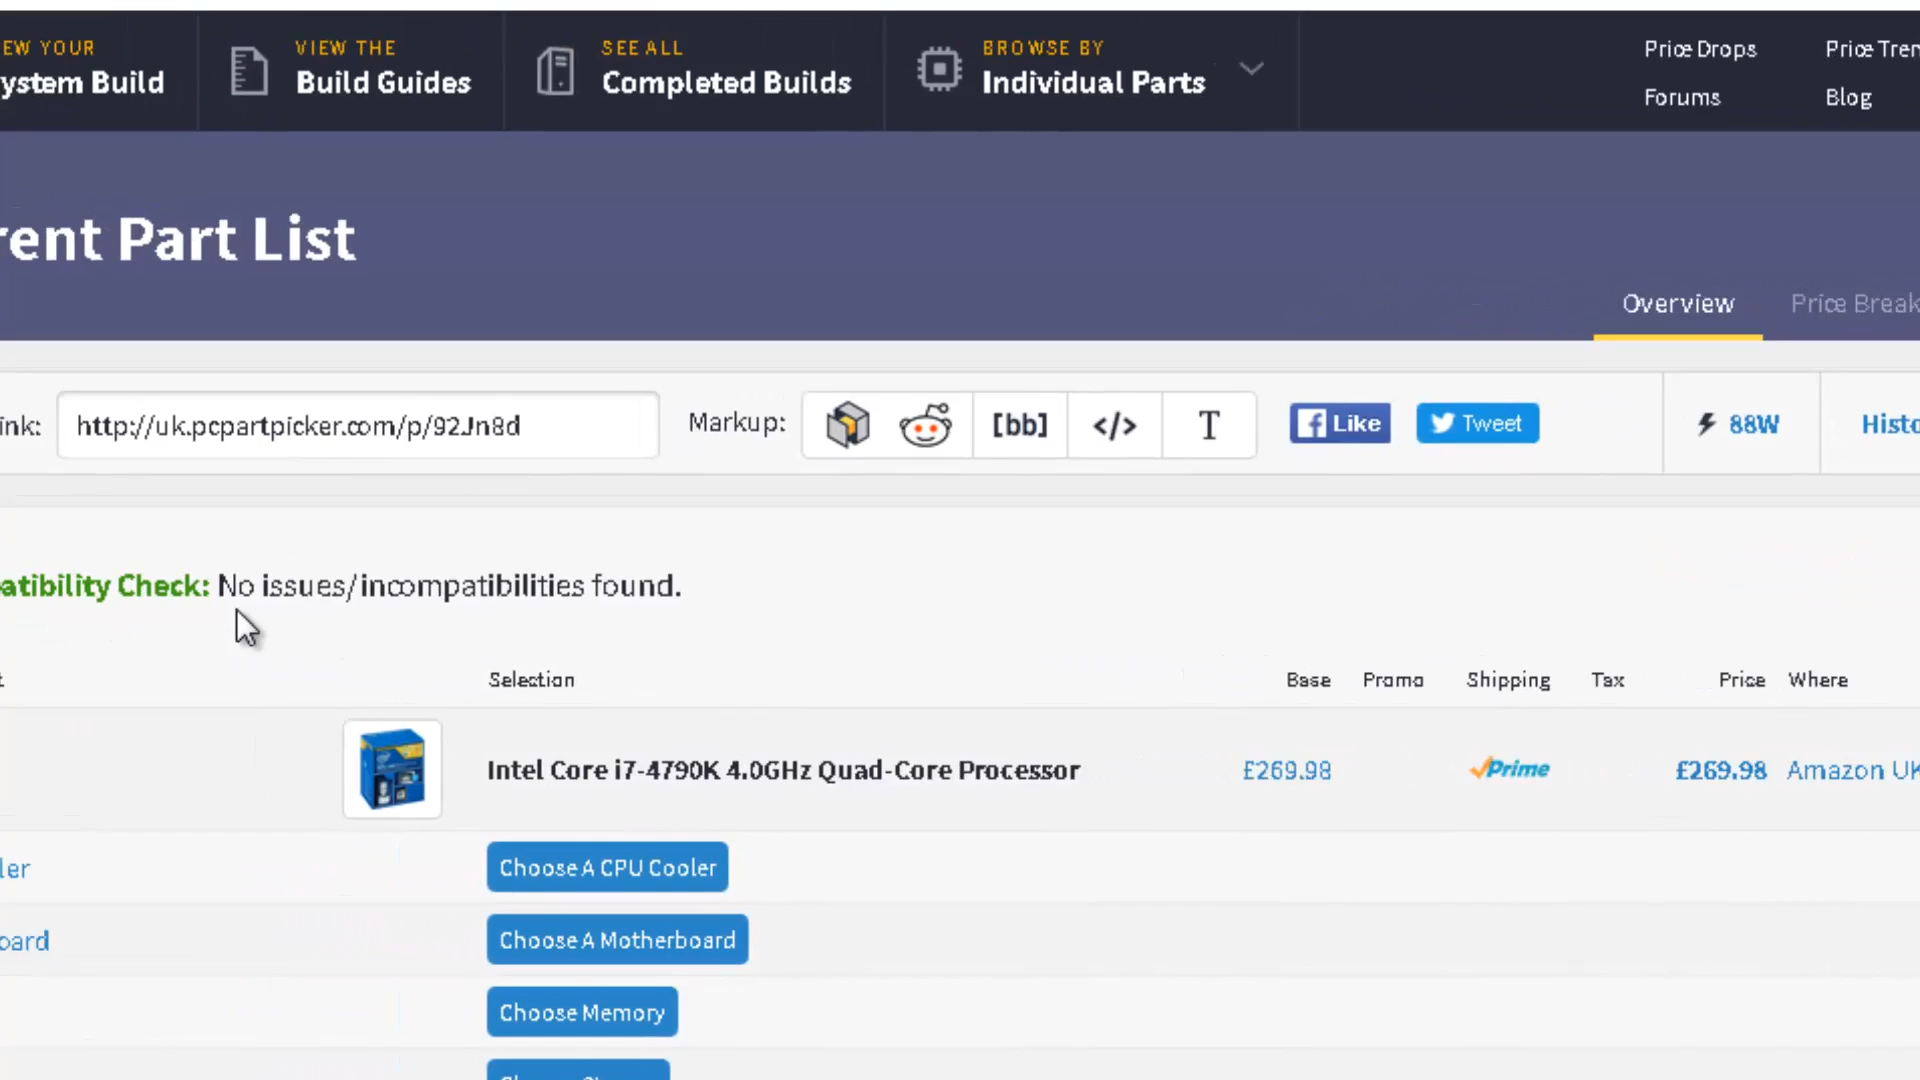 EW YOUR
ystem Build
VIEW THE
Build Guides
SEE ALL
Completed Builds
BROWSE BY
Individual Parts
Price Drops
Price Tren
Forums
Blog
rent Part List
Overview
Price Break
ink:
http://uk.pcpartpicker.com/p/92Jn8d
Markup:
[bb]
</>
T
Like
Tweet
88W
Histo
atibility Check: No issues/incompatibilities found.
t
Selection
Base
Promo
Shipping
Tax
Price
Where
Intel Core i7-4790K 4.0GHz Quad-Core Processor
£269.98
Prime
£269.98
Amazon UK
ler
Choose A CPU Cooler
oard
Choose A Motherboard
Choose Memory